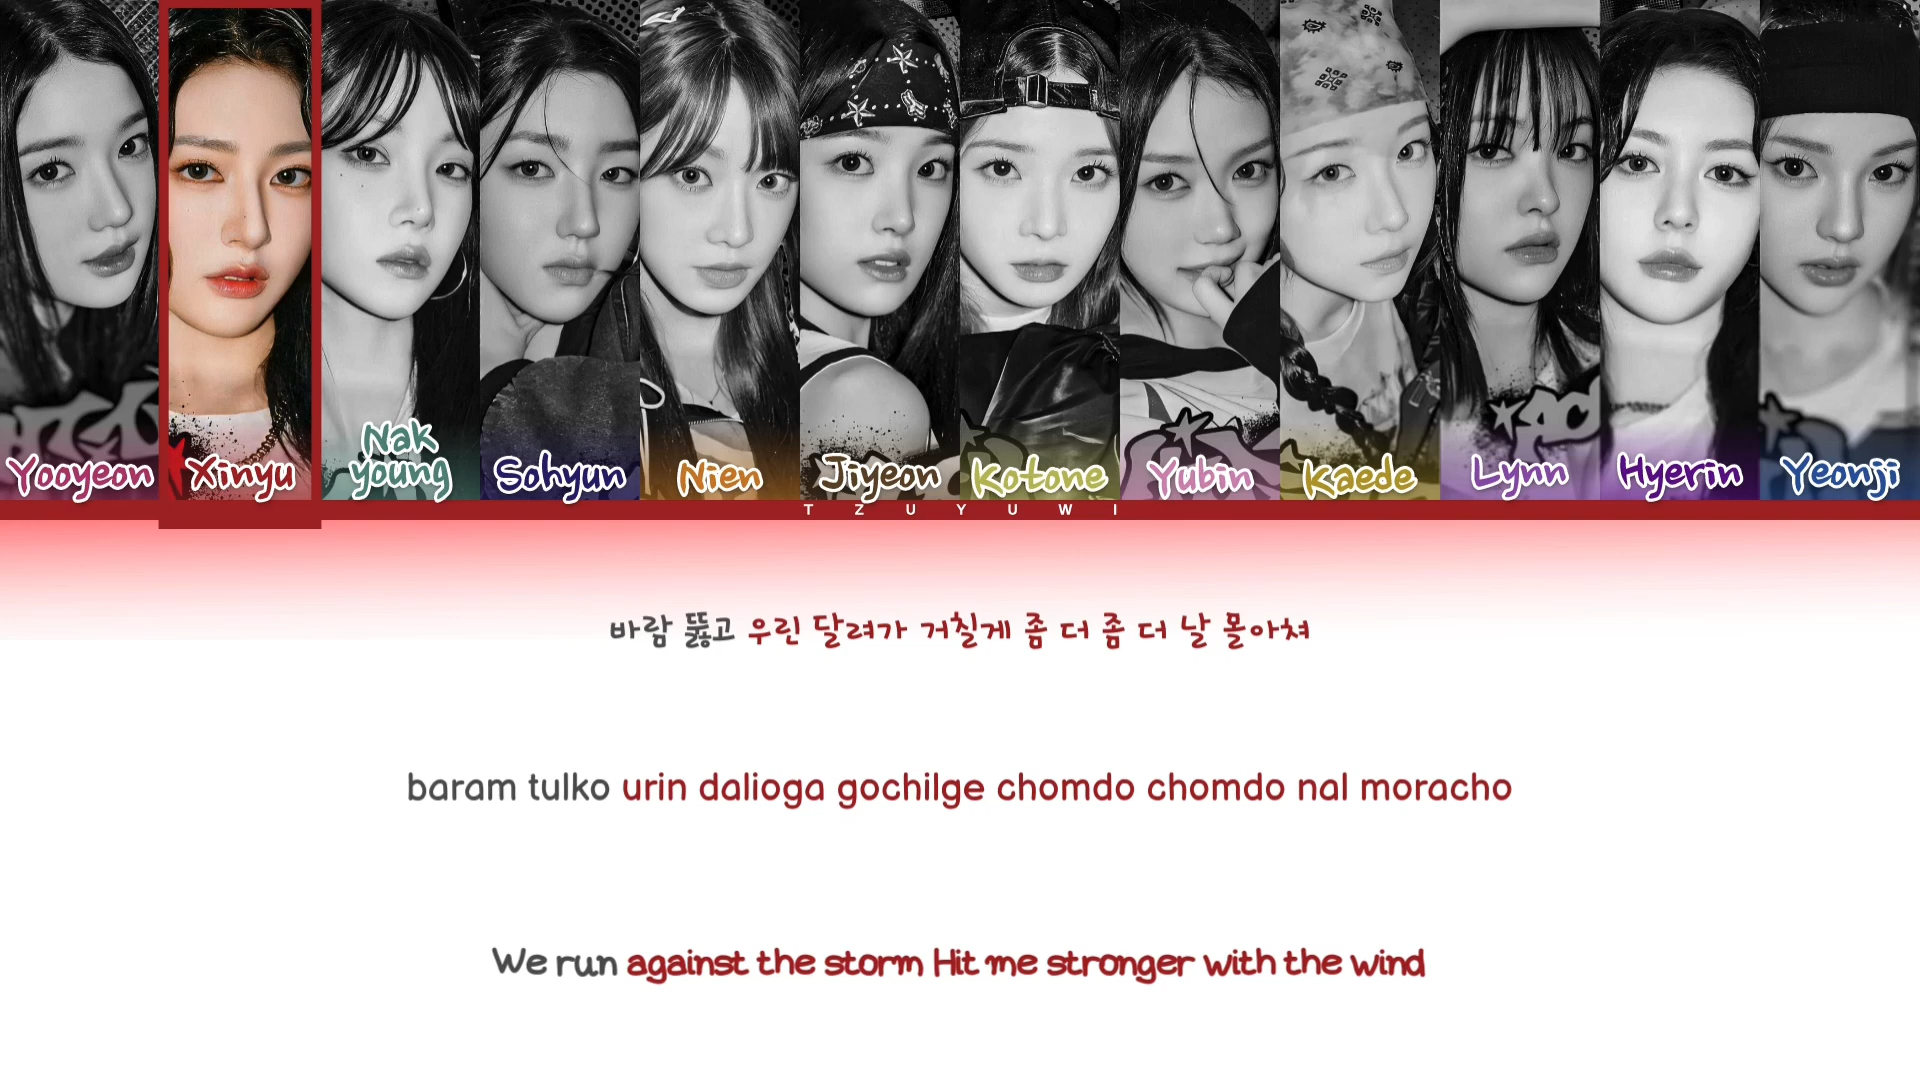 Yooyeon Xinyu Nak young Sohyun Nien Jiyeon Kotone Yubin Kaede Lynn Hyerin Yeonji
TZUYUWI
바람 뚫고 우린 달려가 거칠게 좀 더 좀 더 날 몰아쳐
baram tulko urin dalioga gochilge chomdo chomdo nal moracho
We run against the storm Hit me stronger with the wind